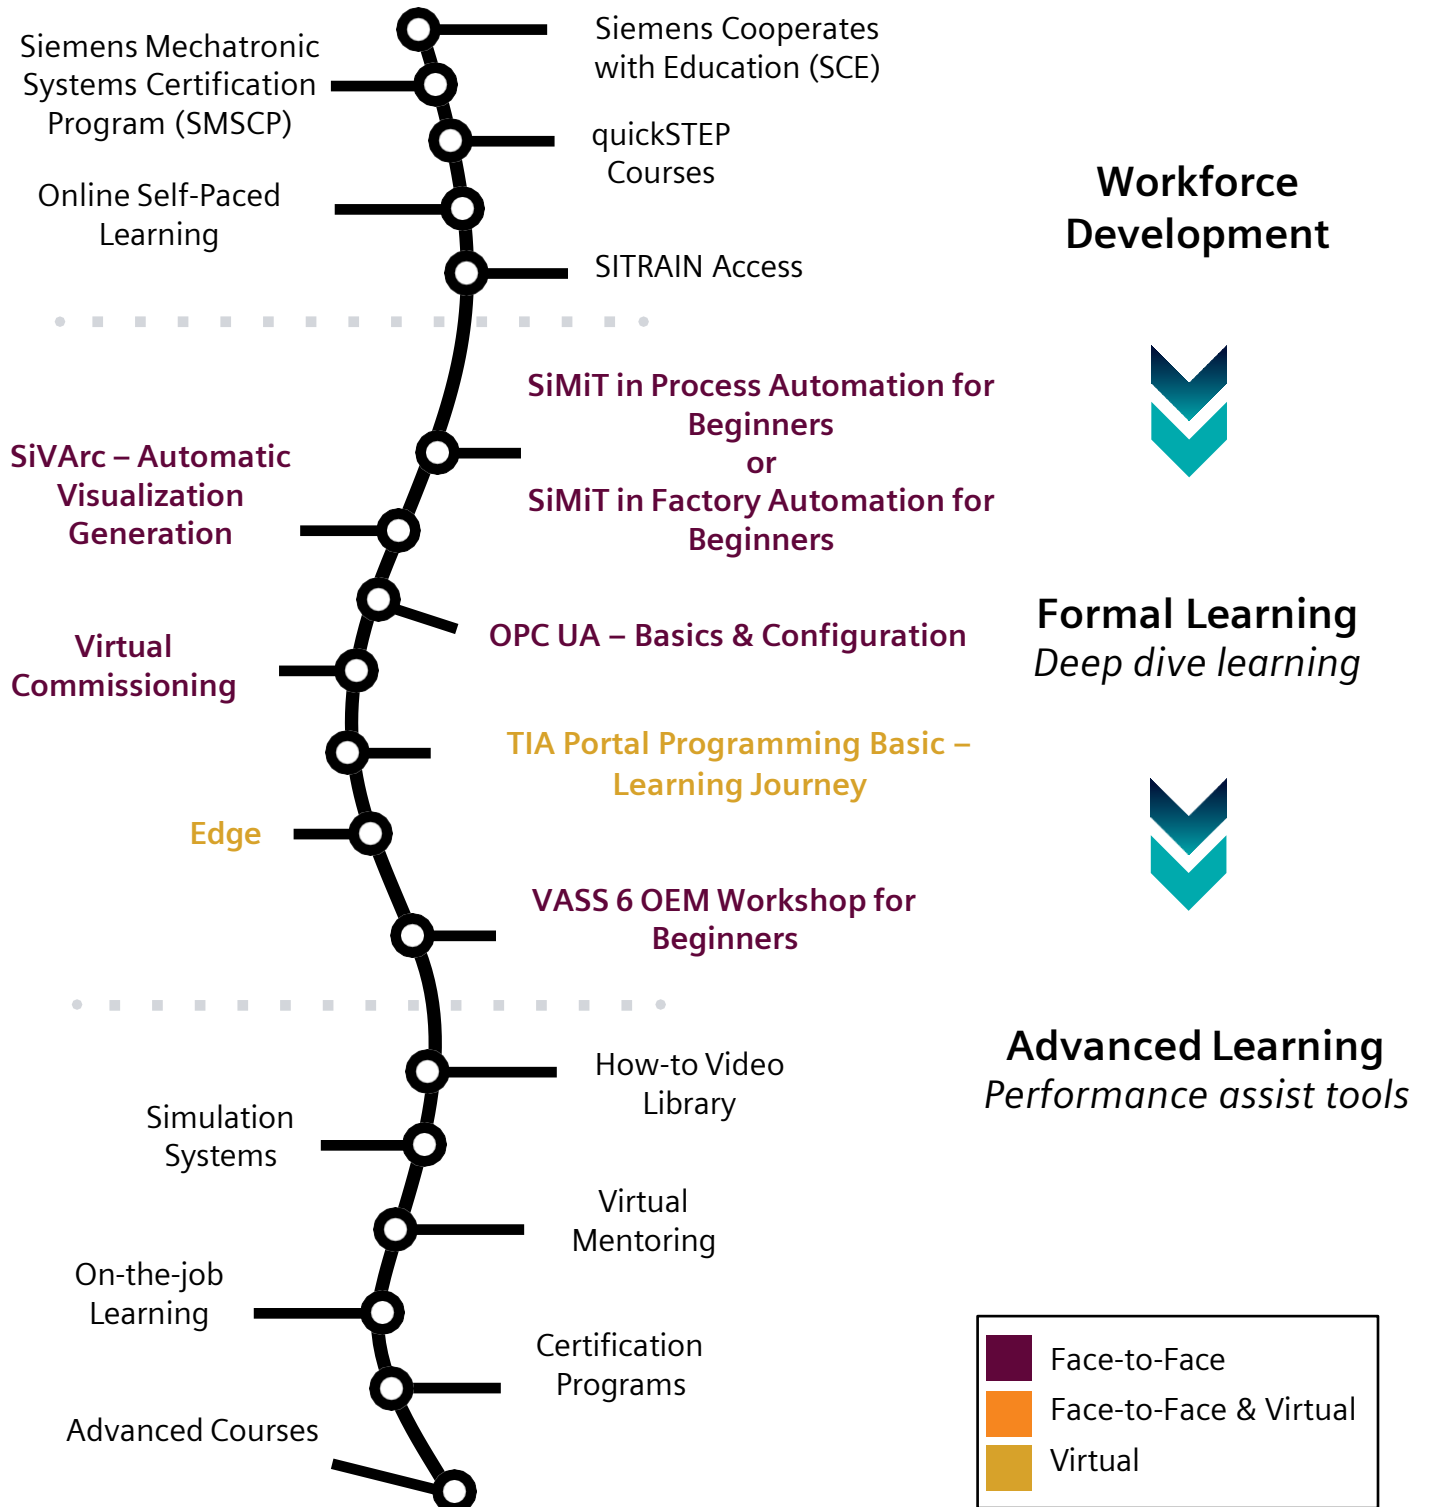 Siemens Cooperates
with Education (SCE)
Siemens Mechatronic
Systems Certification
Program (SMSCP)
quickSTEP
Courses
Online Self-Paced
Learning
SITRAIN Access
Workforce
Development
SiMiT in Process Automation for
Beginners
or
SiMiT in Factory Automation for
Beginners
SiVArc – Automatic
Visualization
Generation
OPC UA – Basics & Configuration
Virtual
Commissioning
TIA Portal Programming Basic –
Learning Journey
Edge
VASS 6 OEM Workshop for
Beginners
Formal Learning
Deep dive learning
How-to Video
Library
Simulation
Systems
Virtual
Mentoring
On-the-job
Learning
Certification
Programs
Advanced Courses
Advanced Learning
Performance assist tools
Face-to-Face
Face-to-Face & Virtual
Virtual